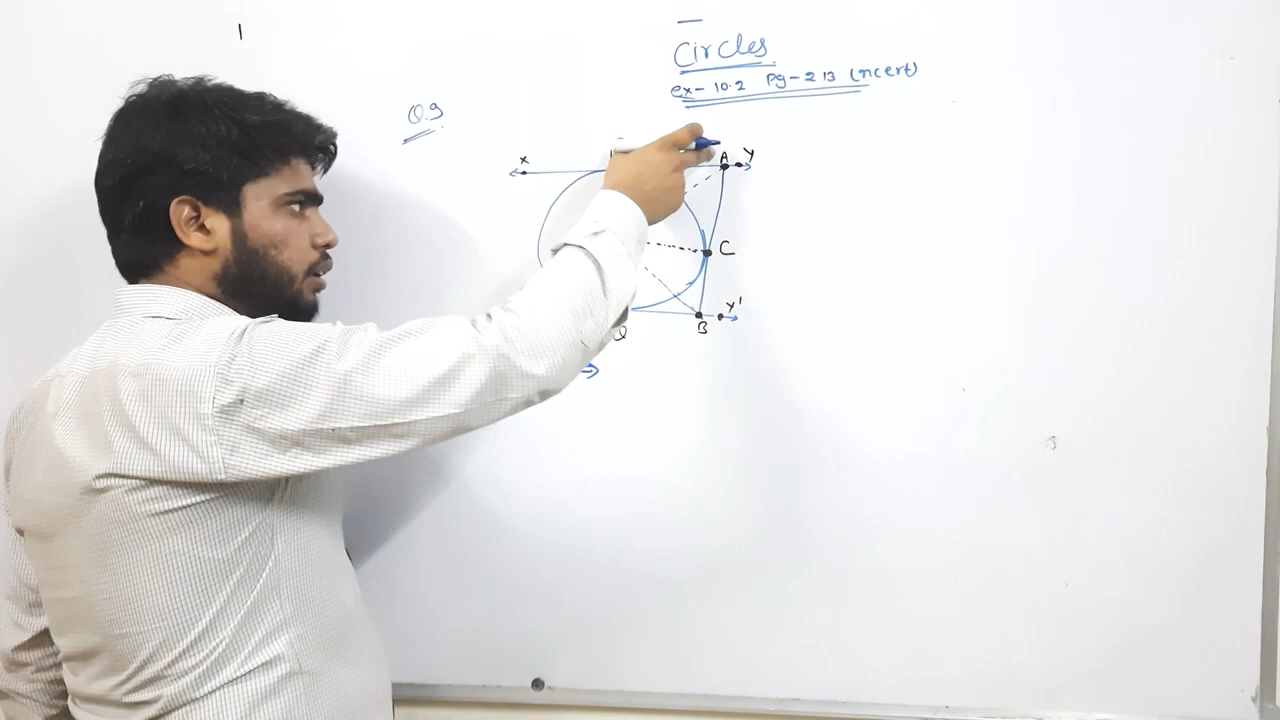 Circles
ex-10.2 Pg-213 (ncert)
Q.9
X
A
Y
C
Q
B
Y'